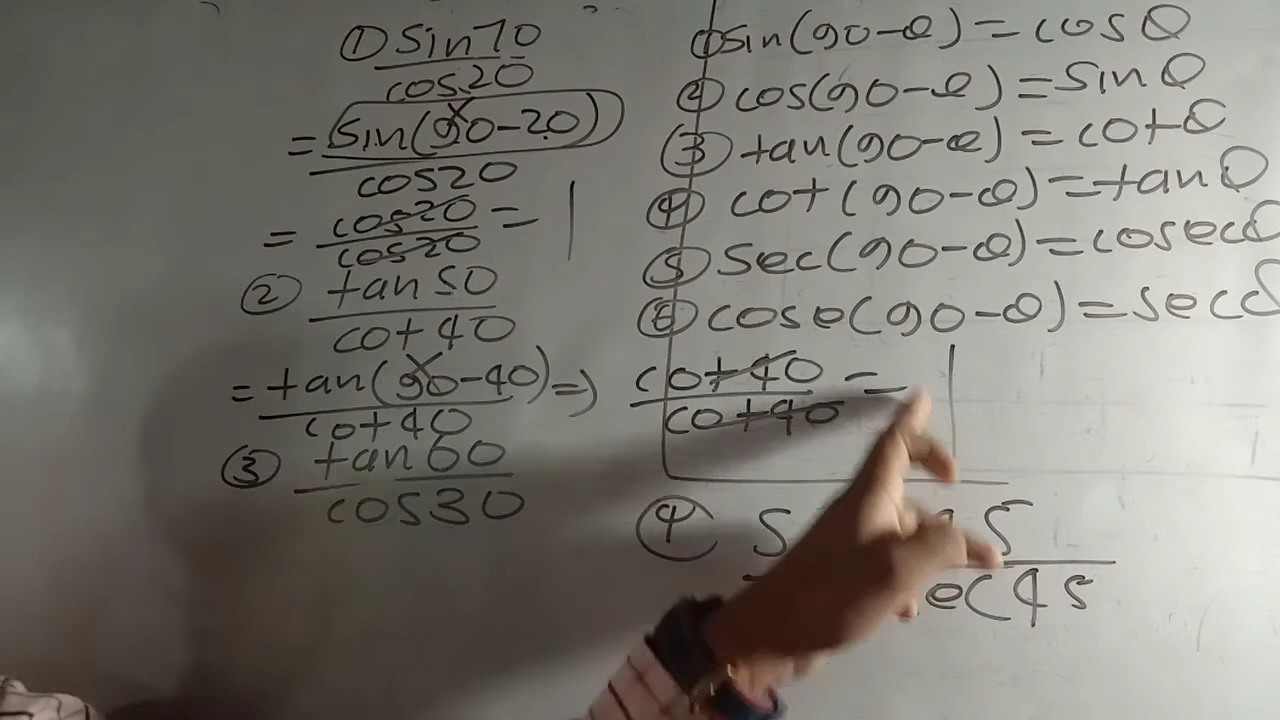 ① sin70
cos20
= sin(90-20)
cos20
= cos20 = 1
cos20
② tan50
cot40
= tan(90-40) =>
cot40
cot40 = 1
cot40
③ tan60
cos30
① sin(90-θ)=cosθ
② cos(90-θ)=sinθ
③ tan(90-θ)=cotθ
④ cot(90-θ)=tanθ
⑤ sec(90-θ)=cosecθ
⑥ cose(90-θ)=secθ
④ S
ec45